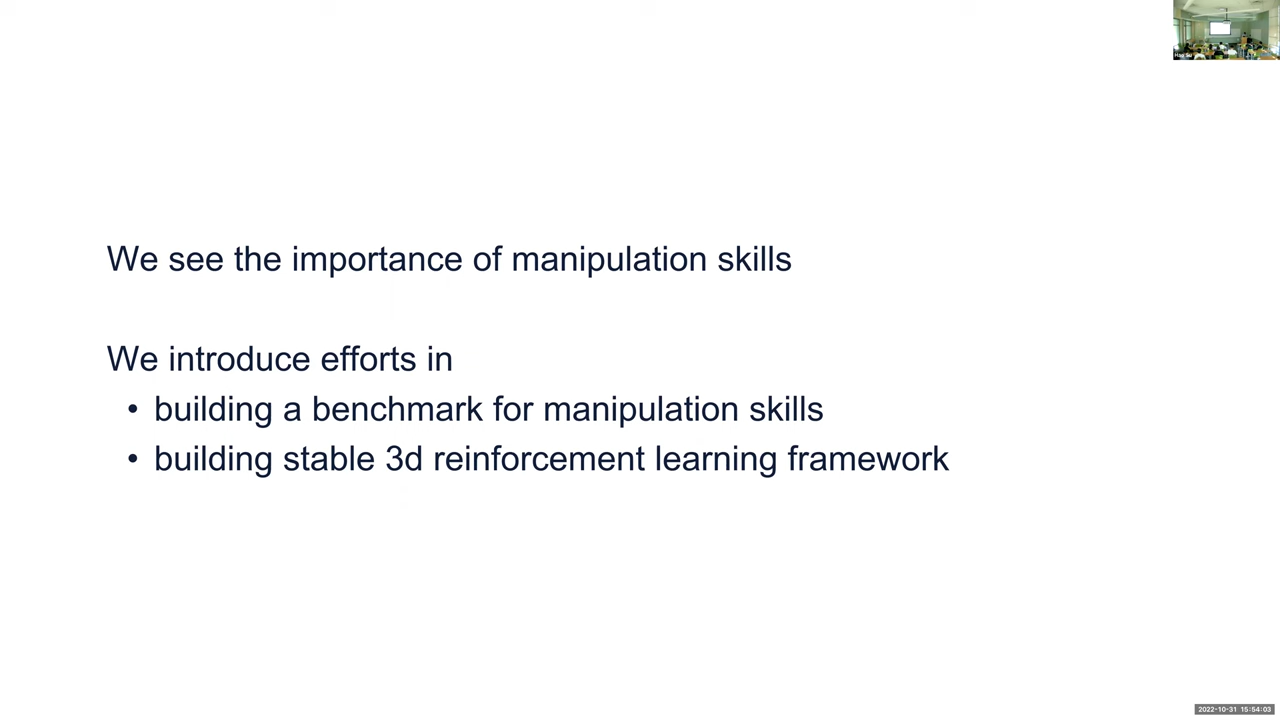 We see the importance of manipulation skills
We introduce efforts in
• building a benchmark for manipulation skills
• building stable 3d reinforcement learning framework
2022-10-31 15:54:03